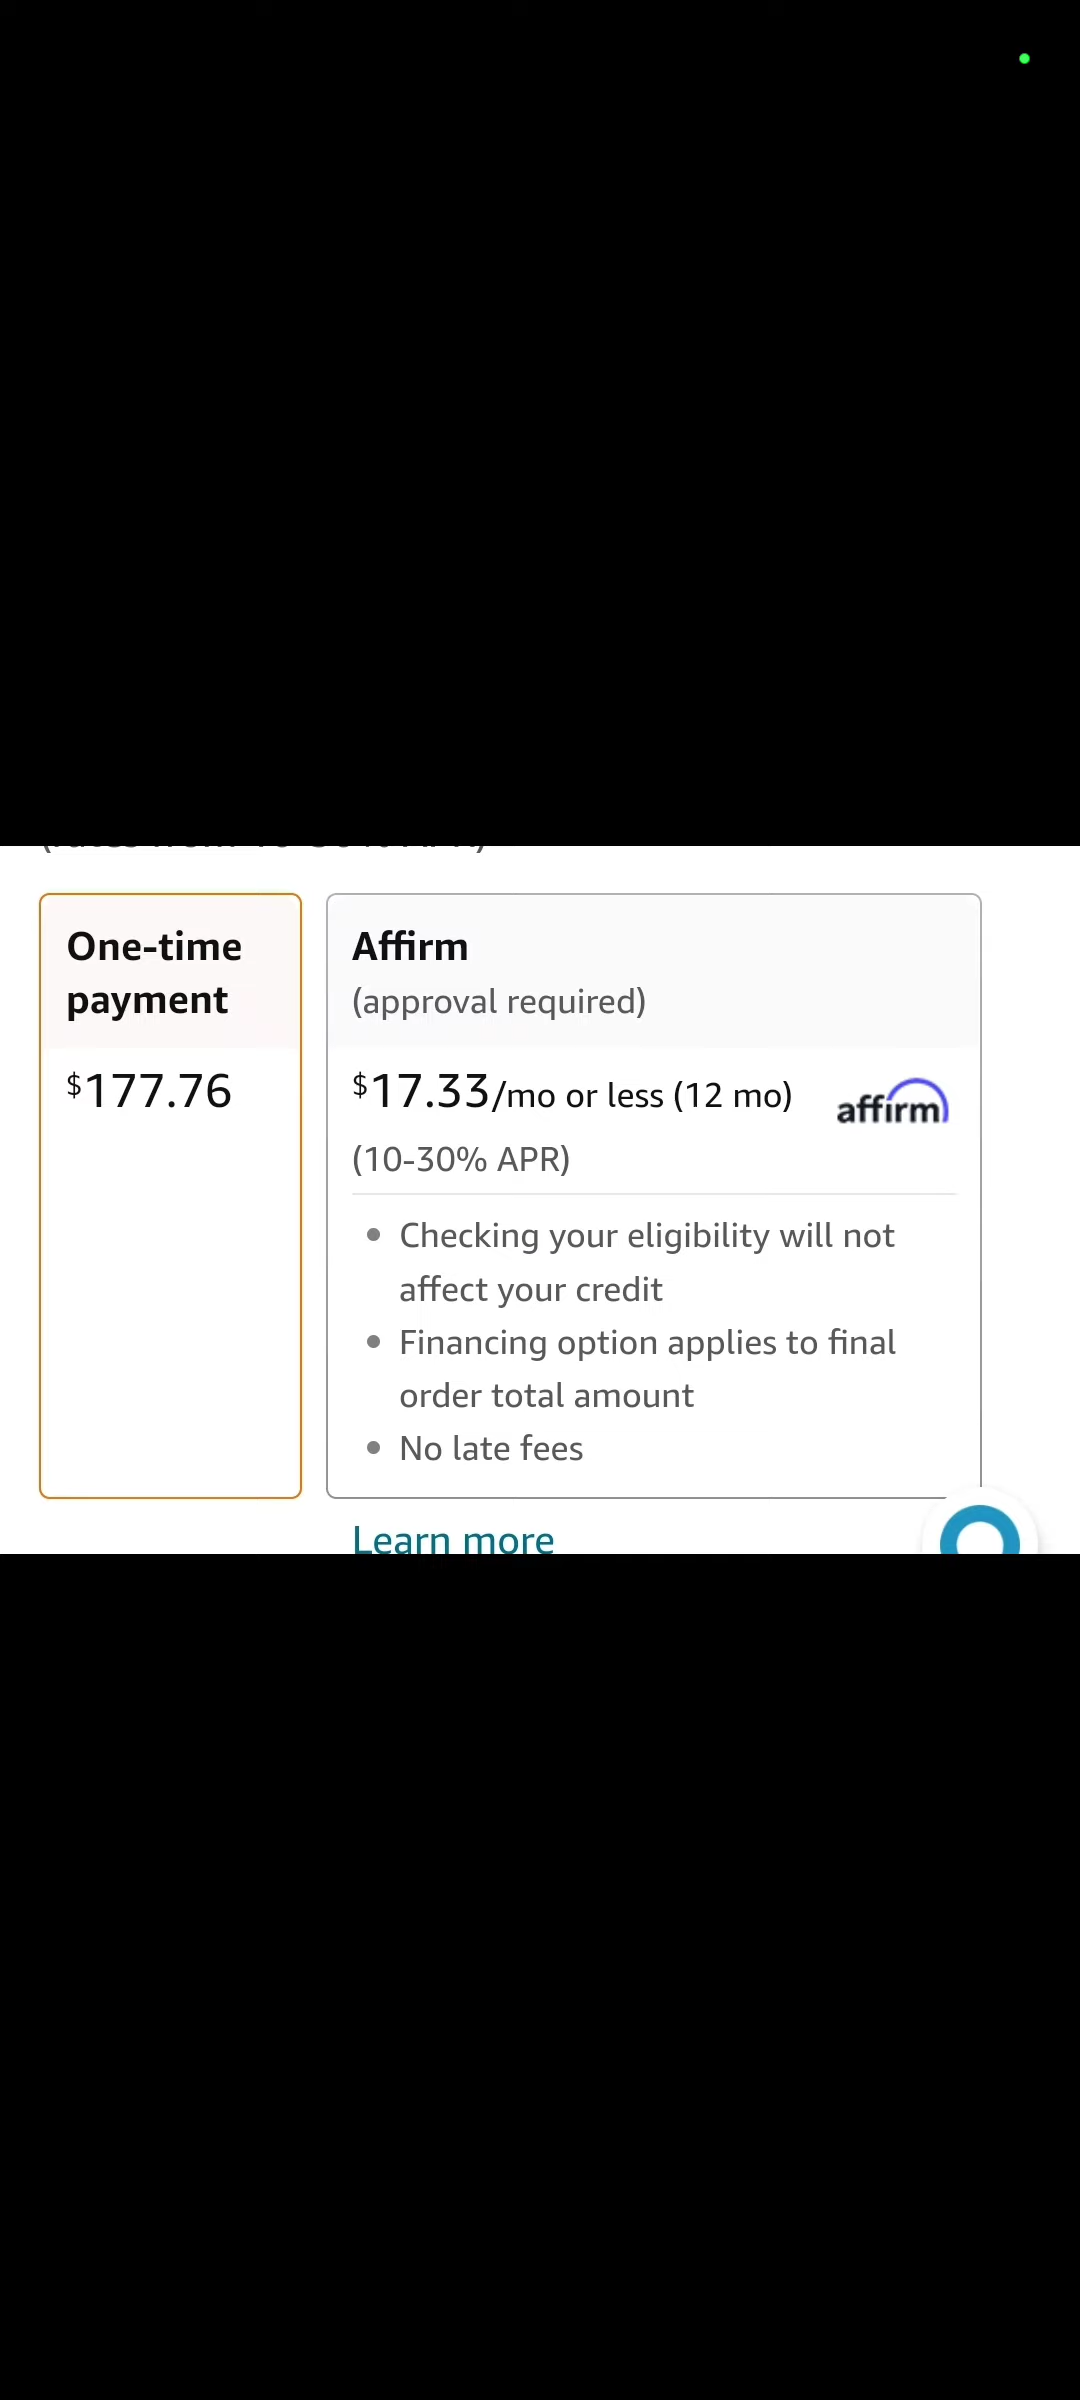 One-time
payment
$177.76
Affirm
(approval required)
$17.33/mo or less (12 mo)
affirm
(10-30% APR)
• Checking your eligibility will not
affect your credit
• Financing option applies to final
order total amount
• No late fees
Learn more